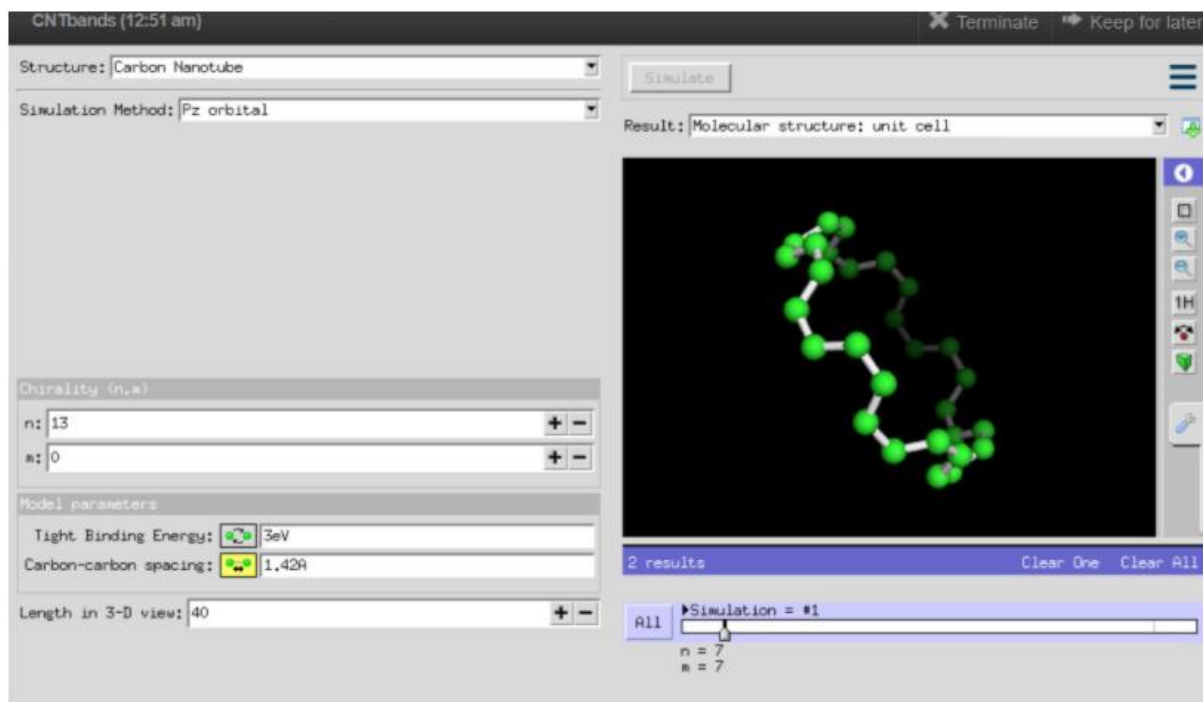 CNTbands (12:51 am)
Terminate
Keep for later
Structure: Carbon Nanotube
Simulation Method: Pz orbital
Chirality (n,m)
n: 13
m: 0
Model parameters
Tight Binding Energy: 3eV
Carbon-carbon spacing: 1.42A
Length in 3-D view: 40
Simulate
Result: Molecular structure: unit cell
1H
2 results Clear One Clear All
All
Simulation = #1
n = 7
m = 7